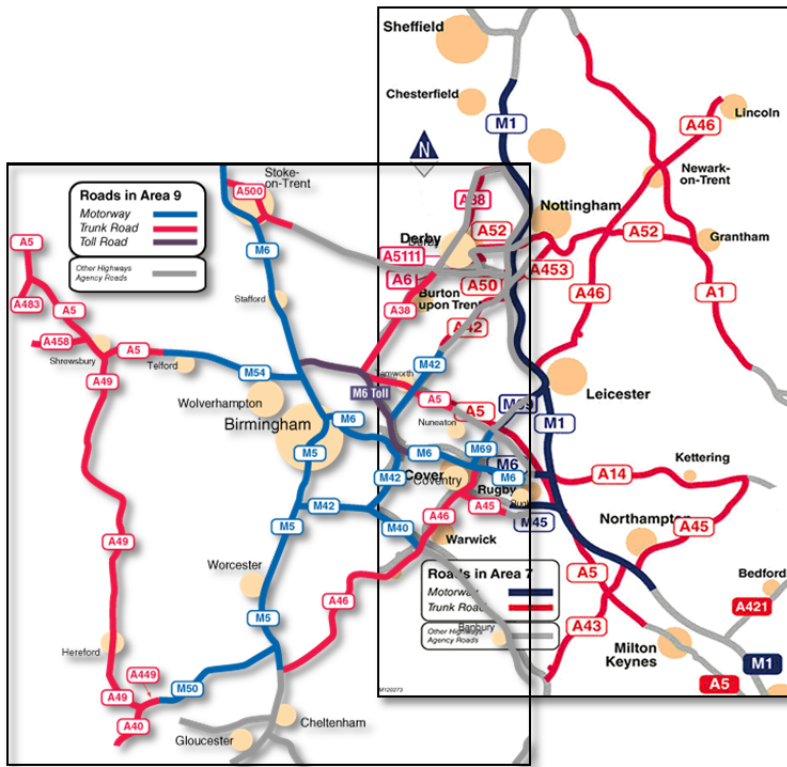 Sheffield
Chesterfield
M1
A46
Lincoln
N
Newark-
on-Trent
Stoke-
on-Trent
A500
Roads in Area 9
Motorway
Trunk Road
Toll Road
Other Highways
Agency Roads
A38
Nottingham
A52
A52
Derby
Grantham
M6
A5
A5111
A453
A6
A50
A46
A1
A483
Stafford
Burton
upon Trent
A5
A38
A42
A458
Shrewsbury
A5
Telford
M42
A49
M54
Tamworth
M6 Toll
Leicester
Wolverhampton
A5
A5
M69
Birmingham
M6
Nuneaton
M1
M5
M69
M6
Kettering
M6
A14
M42
Coventry
M6
Rugby
M42
A45
M45
Northampton
A45
M5
A46
M40
A49
Warwick
Worcester
Roads in Area 7
Motorway
Trunk Road
Other Highways
Agency Roads
A5
Bedford
A46
A421
M5
A43
Banbury
Hereford
Milton
Keynes
A449
M1
M50
A49
A5
A40
Cheltenham
Gloucester